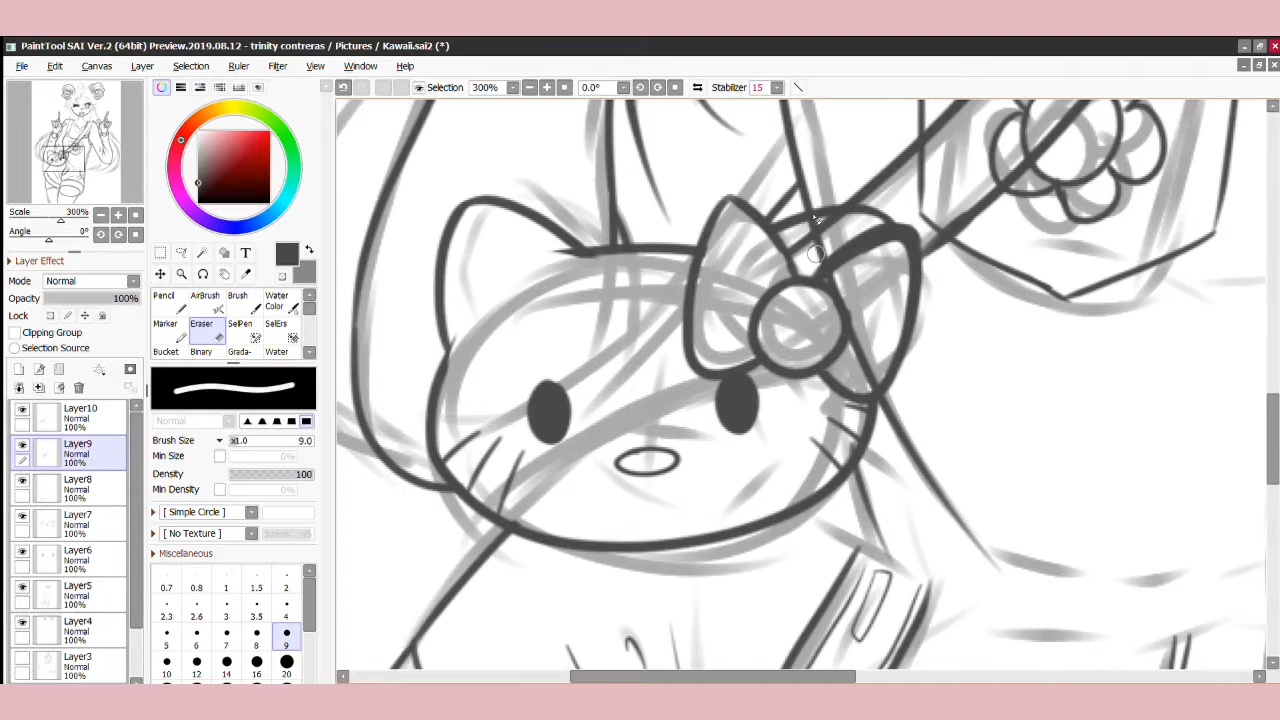 PaintTool SAI Ver.2 (64bit) Preview.2019.08.12 - trinity contreras / Pictures / Kawaii.sai2 (*)
File Edit Canvas Layer Selection Ruler Filter View Window Help
Selection 300% 0.0° Stabilizer 15
Scale 300%
Angle 0°
Layer Effect
Mode Normal
Opacity 100%
Lock
Clipping Group
Selection Source
Layer10
Normal
100%
Layer9
Normal
100%
Layer8
Normal
100%
Layer7
Normal
100%
Layer6
Normal
100%
Layer5
Normal
100%
Layer4
Normal
100%
Layer3
Normal
100%
T
Pencil AirBrush Brush Water Color
Marker Eraser SelPen SelErs
Bucket Binary Grada- Water
Normal
Brush Size x1.0 9.0
Min Size 0%
Density 100
Min Density 0%
[ Simple Circle ]
[ No Texture ]
Miscellaneous
0.7 0.8 1 1.5 2
2.3 2.6 3 3.5 4
5 6 7 8 9
10 12 14 16 20